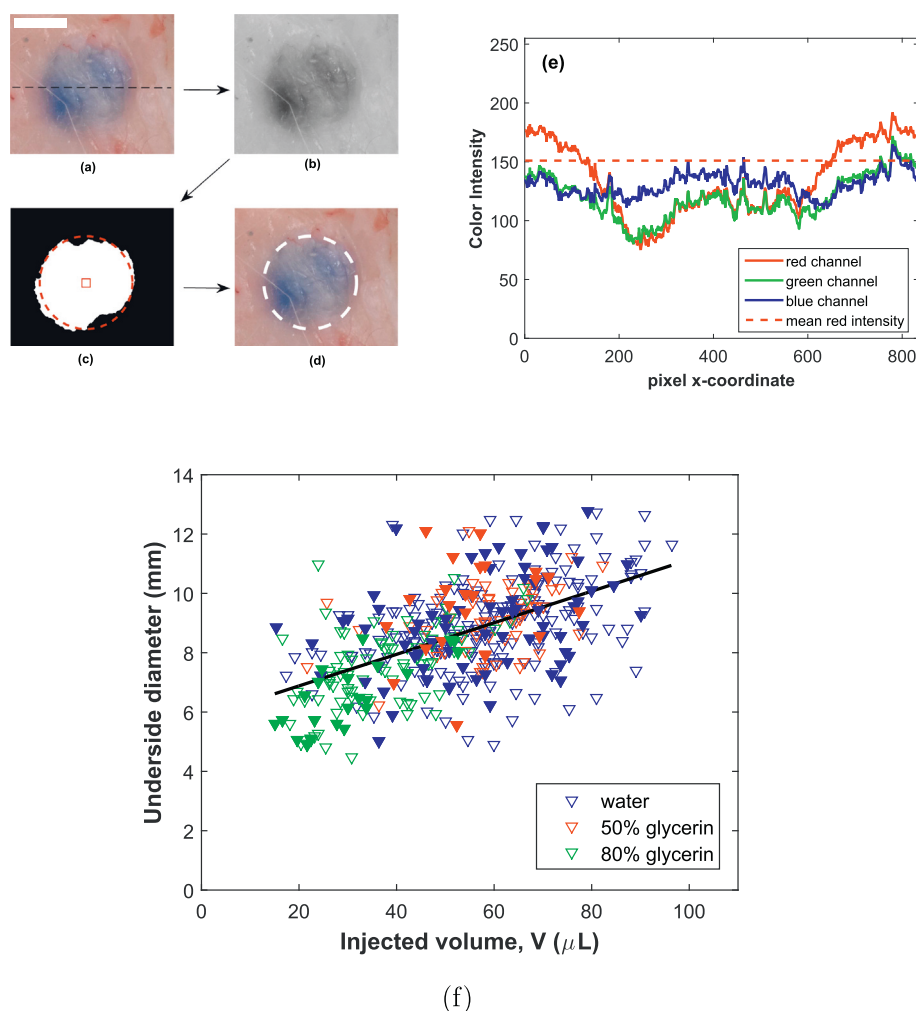 (a)
(b)
(c)
(d)
(e)
250
200
150
100
50
0
Color Intensity
0 200 400 600 800
pixel x-coordinate
red channel
green channel
blue channel
mean red intensity
14
12
10
8
6
4
2
0
Underside diameter (mm)
0 20 40 60 80 100
Injected volume, V (μL)
water
50% glycerin
80% glycerin
(f)